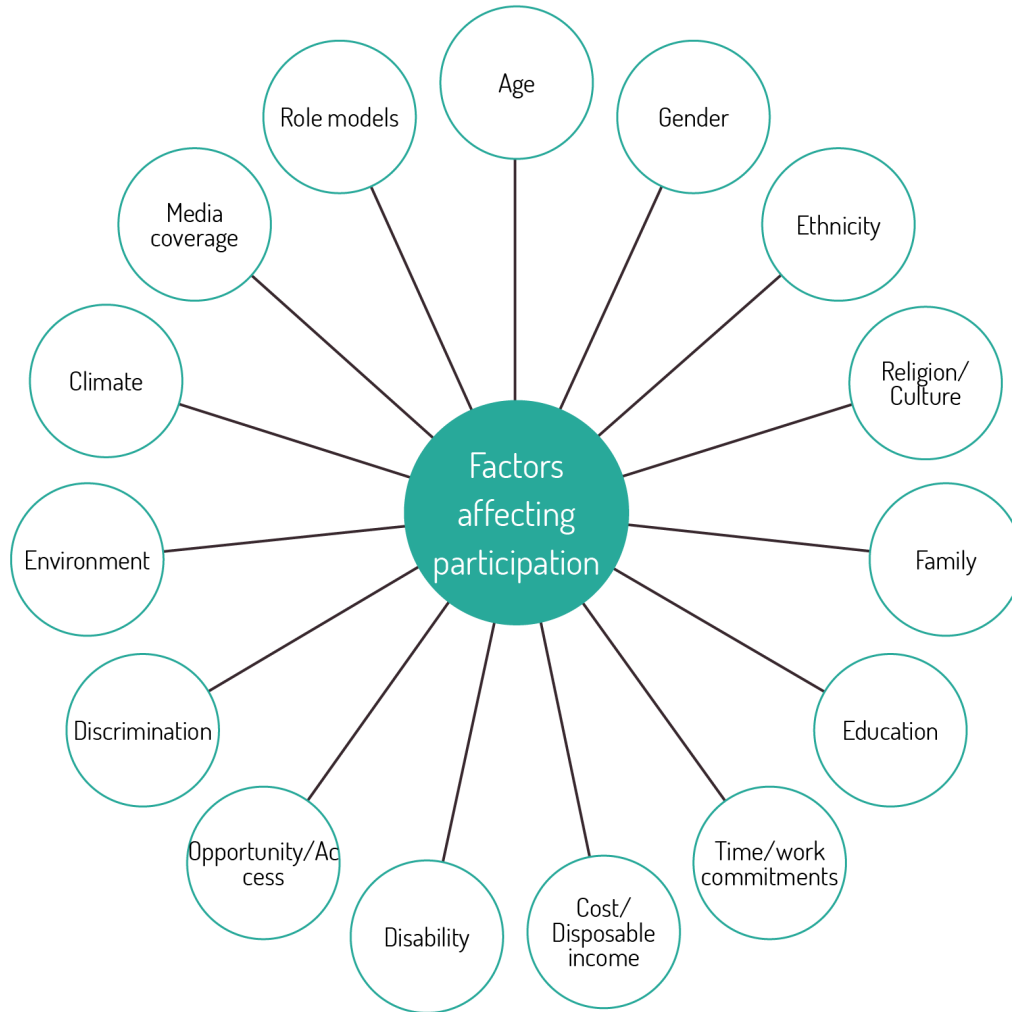 Factors
affecting
participation
Age
Gender
Ethnicity
Religion/
Culture
Family
Education
Time/work
commitments
Cost/
Disposable
income
Disability
Opportunity/Ac
cess
Discrimination
Environment
Climate
Media
coverage
Role models